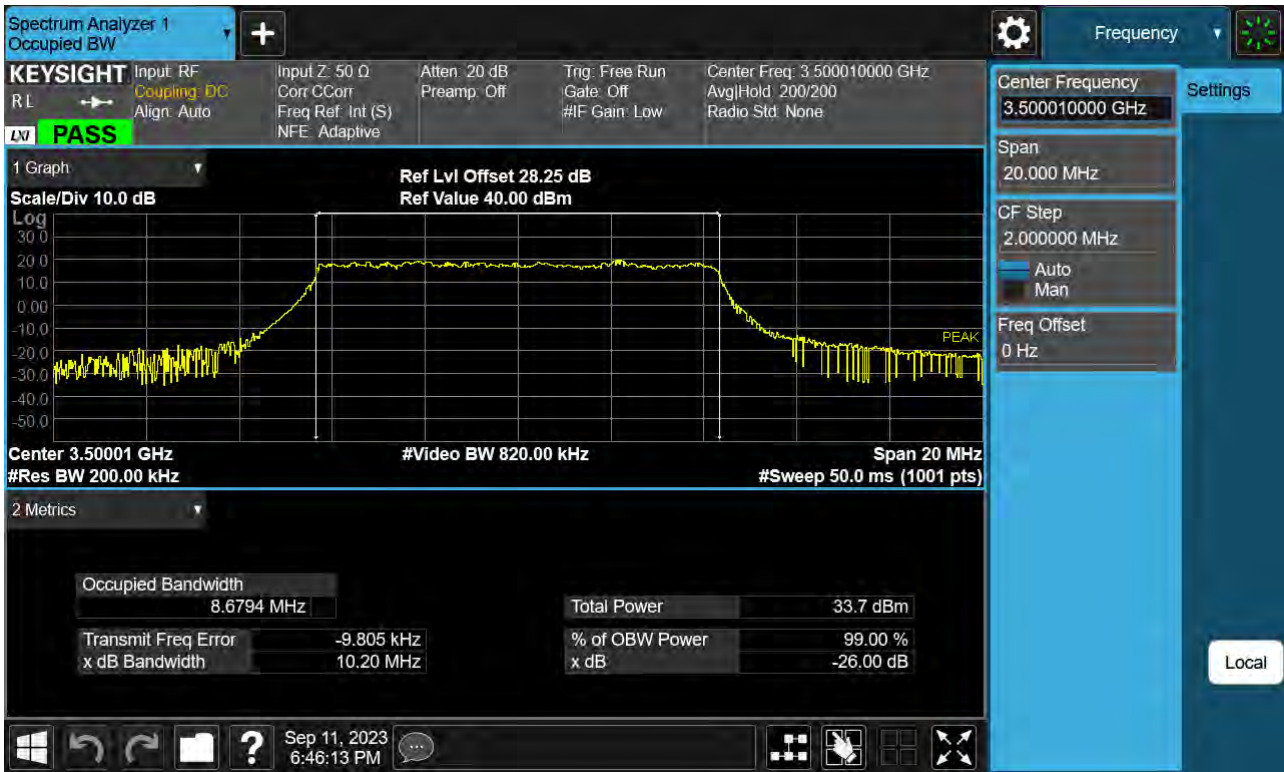 Spectrum Analyzer 1
Occupied BW
+
Frequency
KEYSIGHT
RL
LXI
PASS
Input: RF
Coupling: DC
Align: Auto
Input Z: 50 Ω
Corr CCorr
Freq Ref: Int (S)
NFE: Adaptive
Atten: 20 dB
Preamp: Off
Trig: Free Run
Gate: Off
#IF Gain: Low
Center Freq: 3.500010000 GHz
Avg|Hold: 200/200
Radio Std: None
1 Graph
Scale/Div 10.0 dB
Ref Lvl Offset 28.25 dB
Ref Value 40.00 dBm
Log
30.0
20.0
10.0
0.00
-10.0
-20.0
-30.0
-40.0
-50.0
PEAK
Center 3.50001 GHz
#Video BW 820.00 kHz
Span 20 MHz
#Res BW 200.00 kHz
#Sweep 50.0 ms (1001 pts)
2 Metrics
Occupied Bandwidth
8.6794 MHz
Total Power 33.7 dBm
Transmit Freq Error -9.805 kHz
% of OBW Power 99.00 %
x dB Bandwidth 10.20 MHz
x dB -26.00 dB
Center Frequency
3.500010000 GHz
Settings
Span
20.000 MHz
CF Step
2.000000 MHz
Auto
Man
Freq Offset
0 Hz
Local
?
Sep 11, 2023
6:46:13 PM